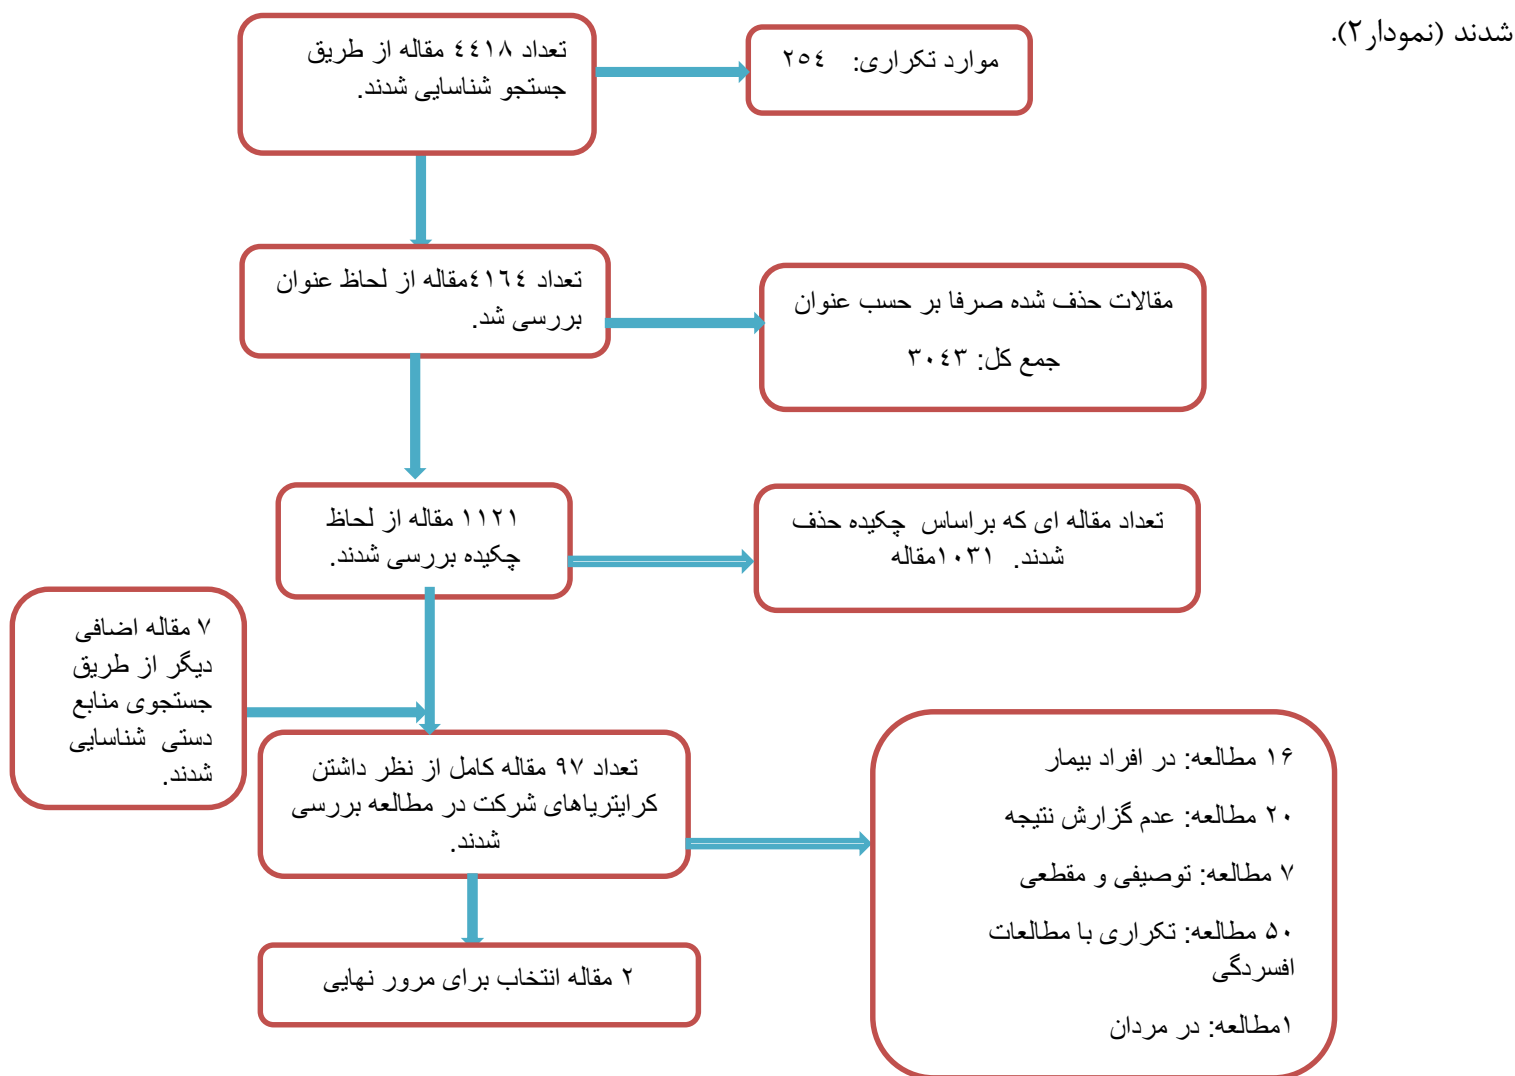 شدند (نمودار۲).
تعداد ٤٤١٨ مقاله از طریق
جستجو شناسایی شدند.
موارد تکراری: ٢٥٤
تعداد ٤١٦٤مقاله از لحاظ عنوان
بررسی شد.
مقالات حذف شده صرفا بر حسب عنوان
جمع کل: ٣٠٤٣
١١٢١ مقاله از لحاظ
چکیده بررسی شدند.
تعداد مقاله ای که براساس چکیده حذف
شدند. ١٠٣١مقاله
٧ مقاله اضافی
دیگر از طریق
جستجوی منابع
دستی شناسایی
شدند.
تعداد ٩٧ مقاله کامل از نظر داشتن
کرایتریاهای شرکت در مطالعه بررسی
شدند.
۱۶ مطالعه: در افراد بیمار
۲۰ مطالعه: عدم گزارش نتیجه
۷ مطالعه: توصیفی و مقطعی
۵۰ مطالعه: تکراری با مطالعات
افسردگی
۱مطالعه: در مردان
۲ مقاله انتخاب برای مرور نهایی